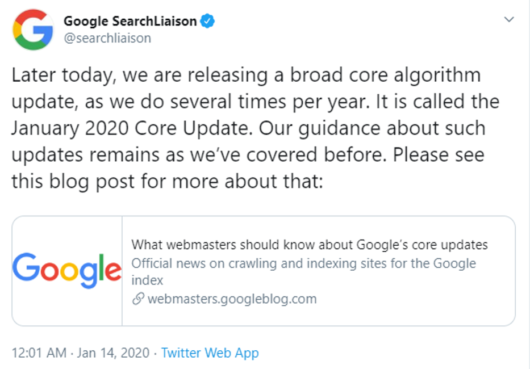 Google SearchLiaison
@searchliaison
Later today, we are releasing a broad core algorithm
update, as we do several times per year. It is called the
January 2020 Core Update. Our guidance about such
updates remains as we've covered before. Please see
this blog post for more about that:
Google
What webmasters should know about Google's core updates
Official news on crawling and indexing sites for the Google
index
webmasters.googleblog.com
12:01 AM · Jan 14, 2020 · Twitter Web App